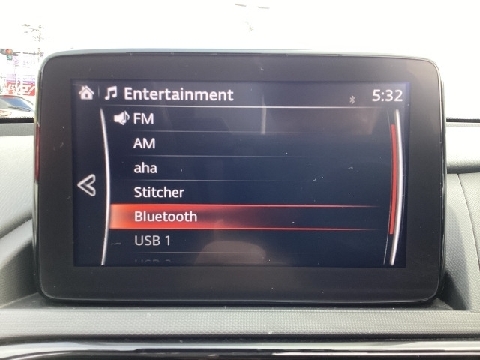 Entertainment 5:32
FM
AM
aha
Stitcher
Bluetooth
USB 1